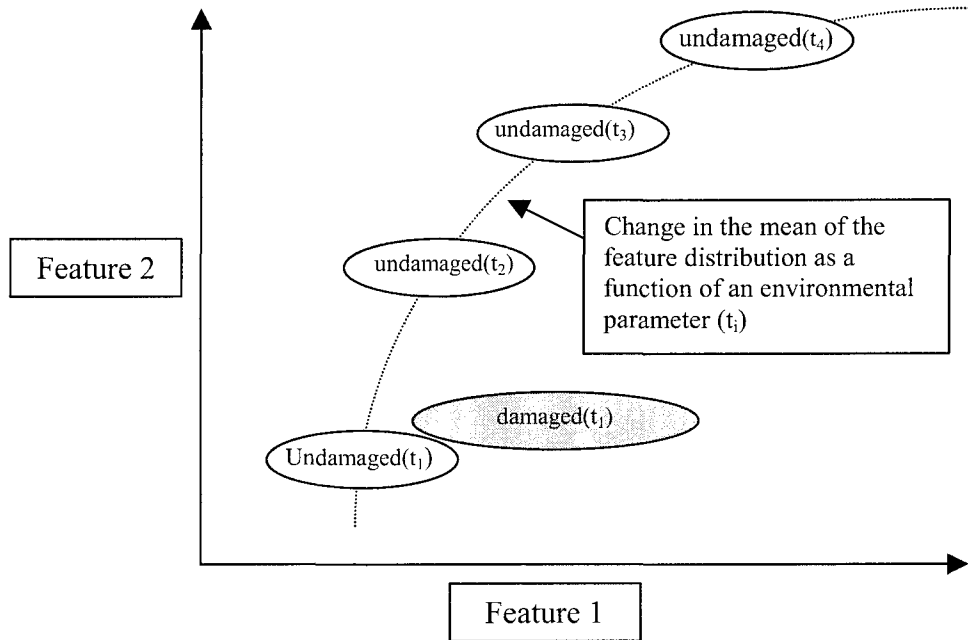 undamaged(t₄)
undamaged(t₃)
Change in the mean of the
feature distribution as a
function of an environmental
parameter (tᵢ)
Feature 2
undamaged(t₂)
damaged(t₁)
Undamaged(t₁)
Feature 1